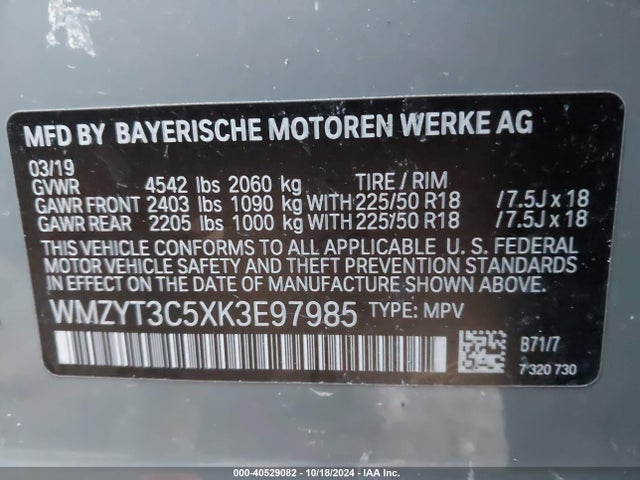 MFD BY BAYERISCHE MOTOREN WERKE AG
03/19
GVWR 4542 lbs 2060 kg TIRE / RIM
GAWR FRONT 2403 lbs 1090 kg WITH 225/50 R18 /7.5J x 18
GAWR REAR 2205 lbs 1000 kg WITH 225/50 R18 /7.5J x 18
THIS VEHICLE CONFORMS TO ALL APPLICABLE U. S. FEDERAL
MOTOR VEHICLE SAFETY AND THEFT PREVENTION
STANDARDS IN EFFECT ON THE DATE OF MANUFACTURE SHOWN ABOVE.
WMZYT3C5XK3E97985 TYPE: MPV
B71/7
7 320 730
000-40529082 - 10/18/2024 - IAA Inc.